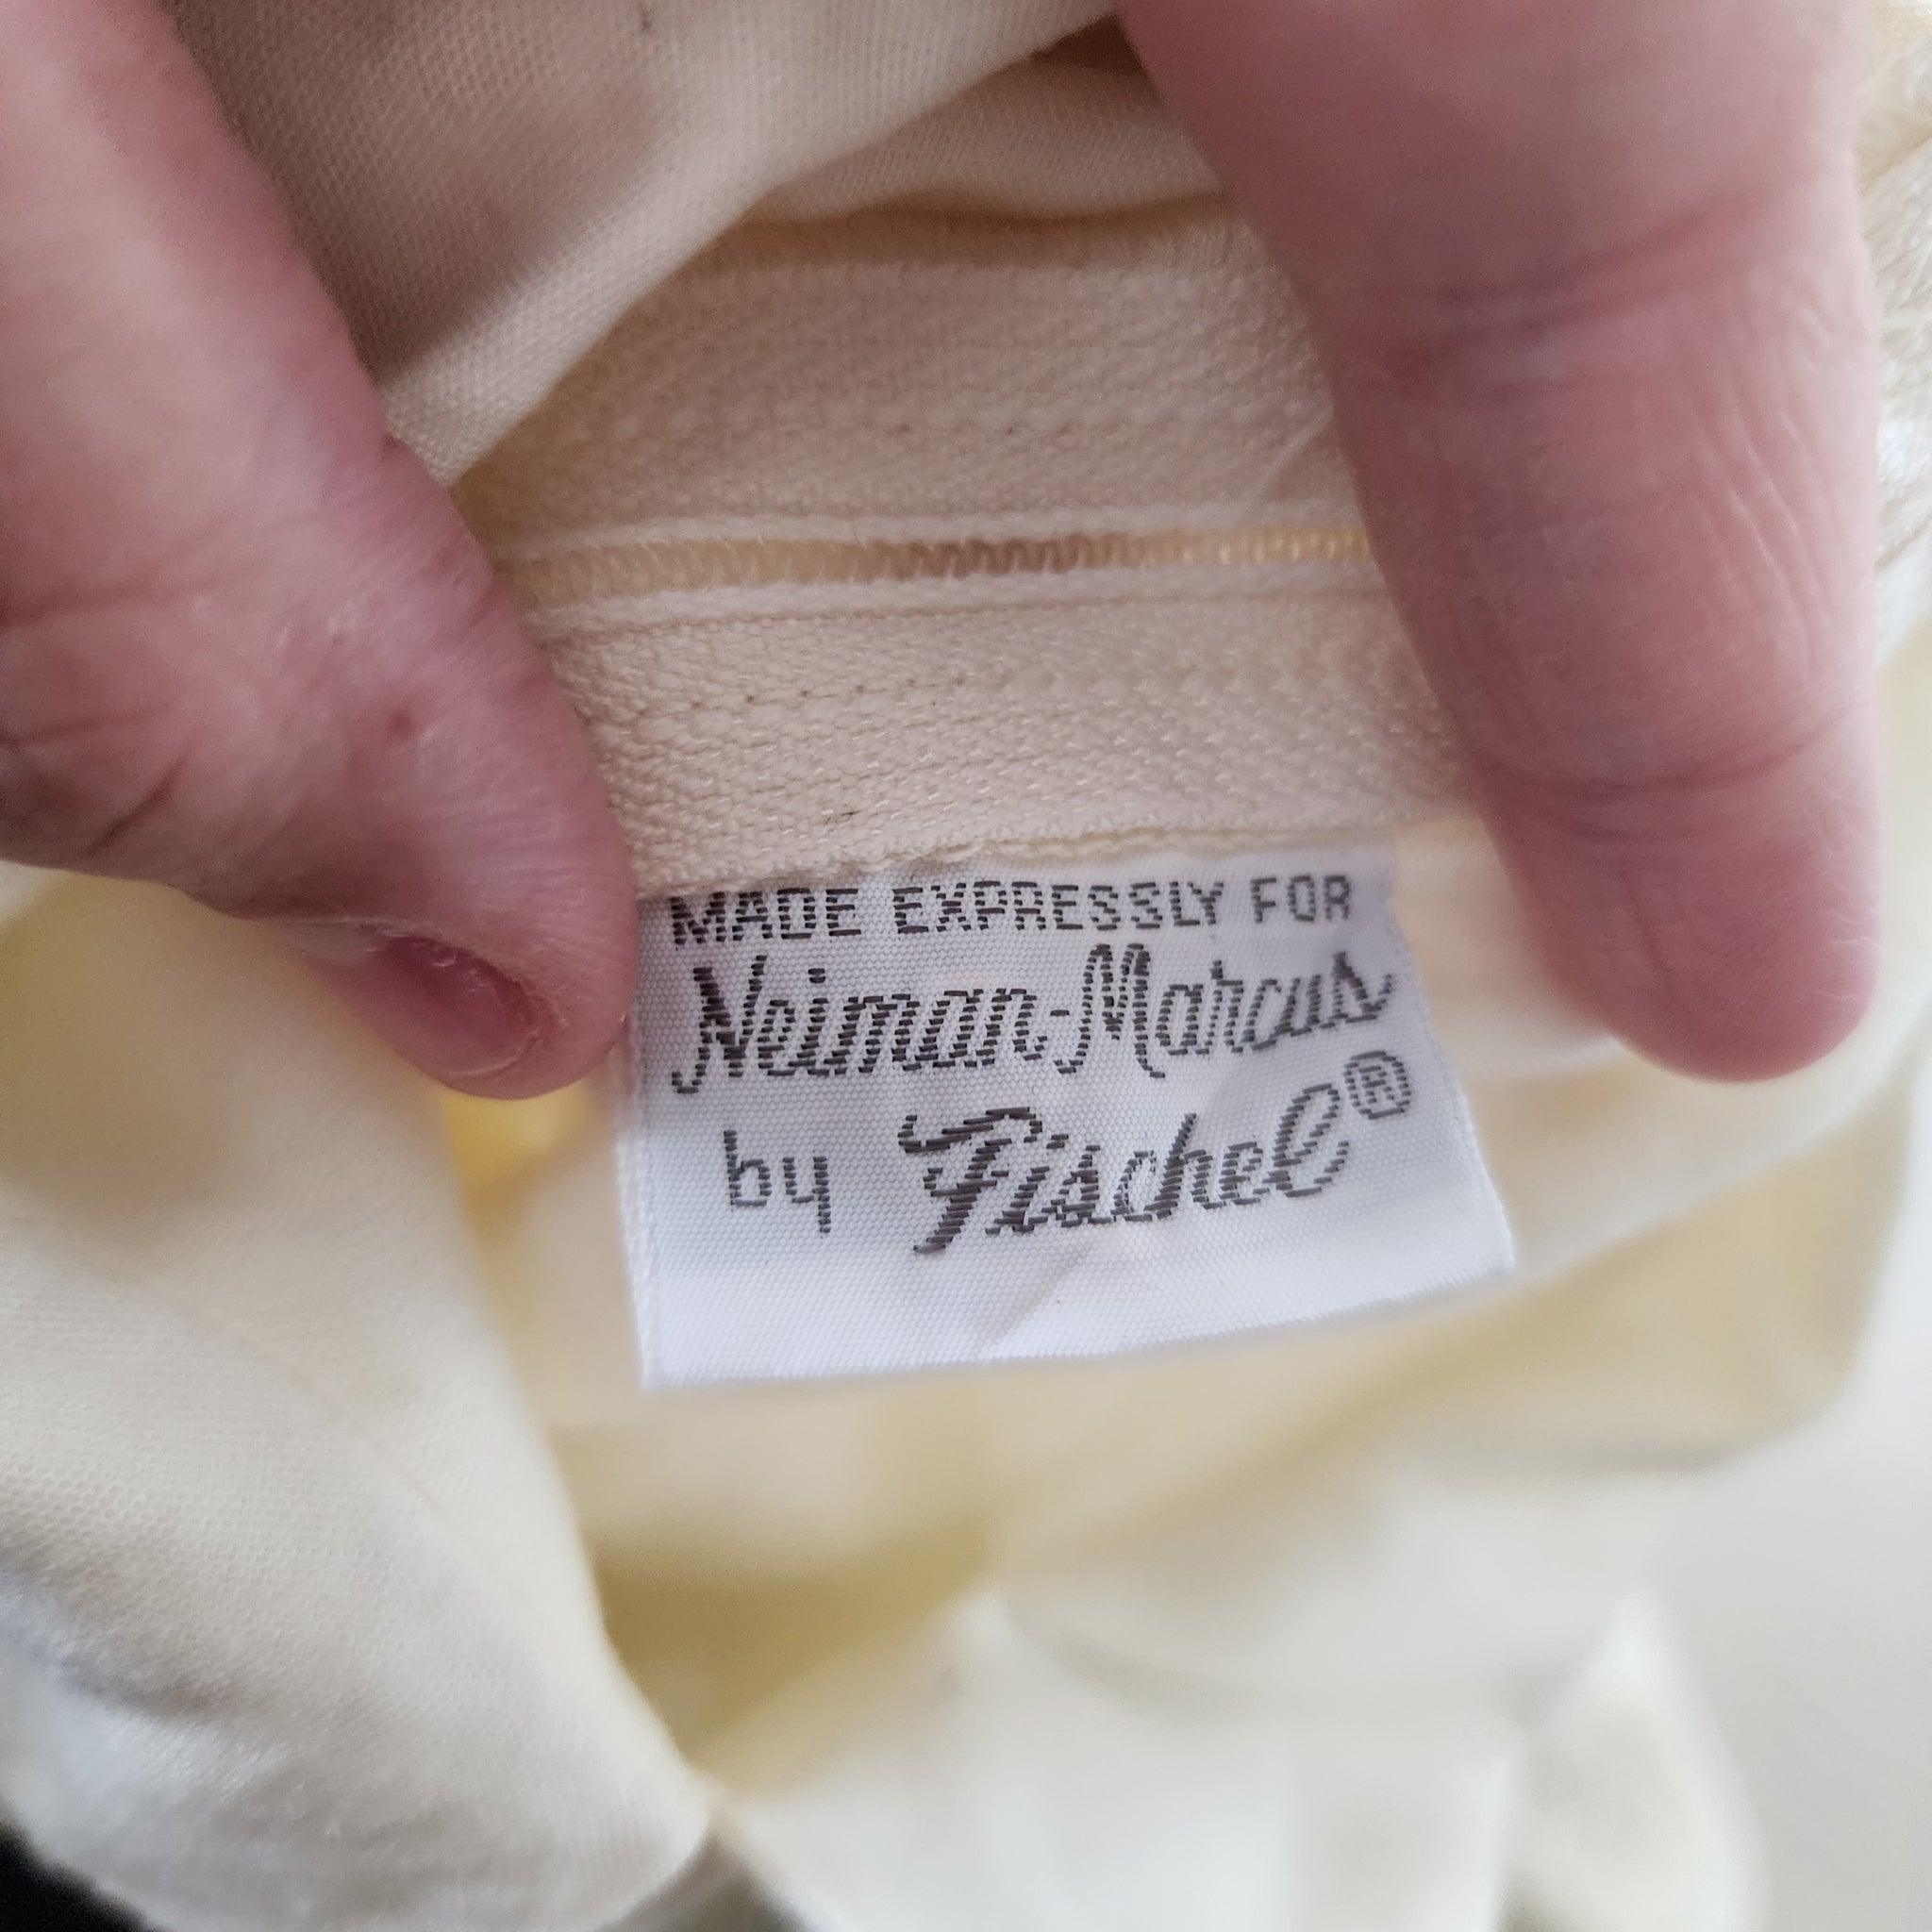 MADE EXPRESSLY FOR
Neiman-Marcus
by Fischel®